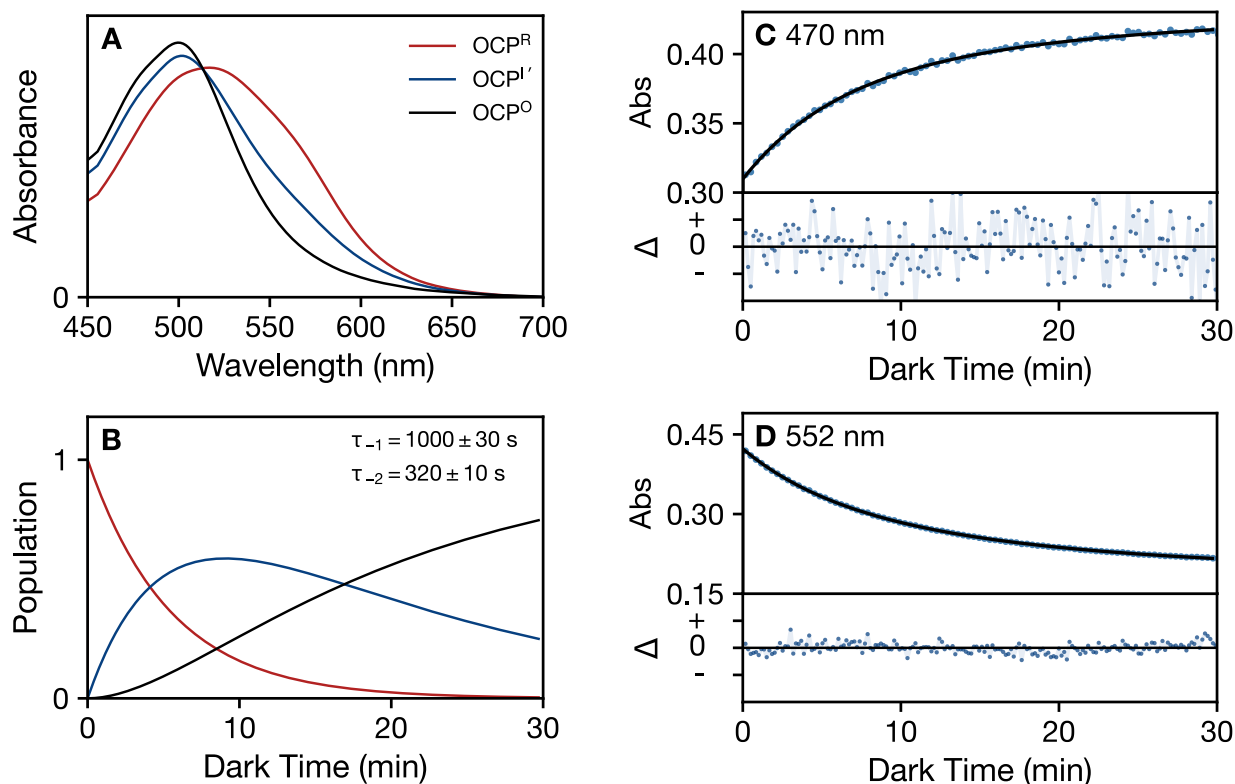 A
OCPᴿ
OCPᴵ′
OCPᴼ
Absorbance
0
450 500 550 600 650 700
Wavelength (nm)
B
τ₋₁ = 1000 ± 30 s
τ₋₂ = 320 ± 10 s
Population
1
0
0 10 20 30
Dark Time (min)
C 470 nm
Abs
0.40
0.35
0.30
Δ
+
0
-
0 10 20 30
Dark Time (min)
D 552 nm
Abs
0.45
0.30
0.15
Δ
+
0
-
0 10 20 30
Dark Time (min)